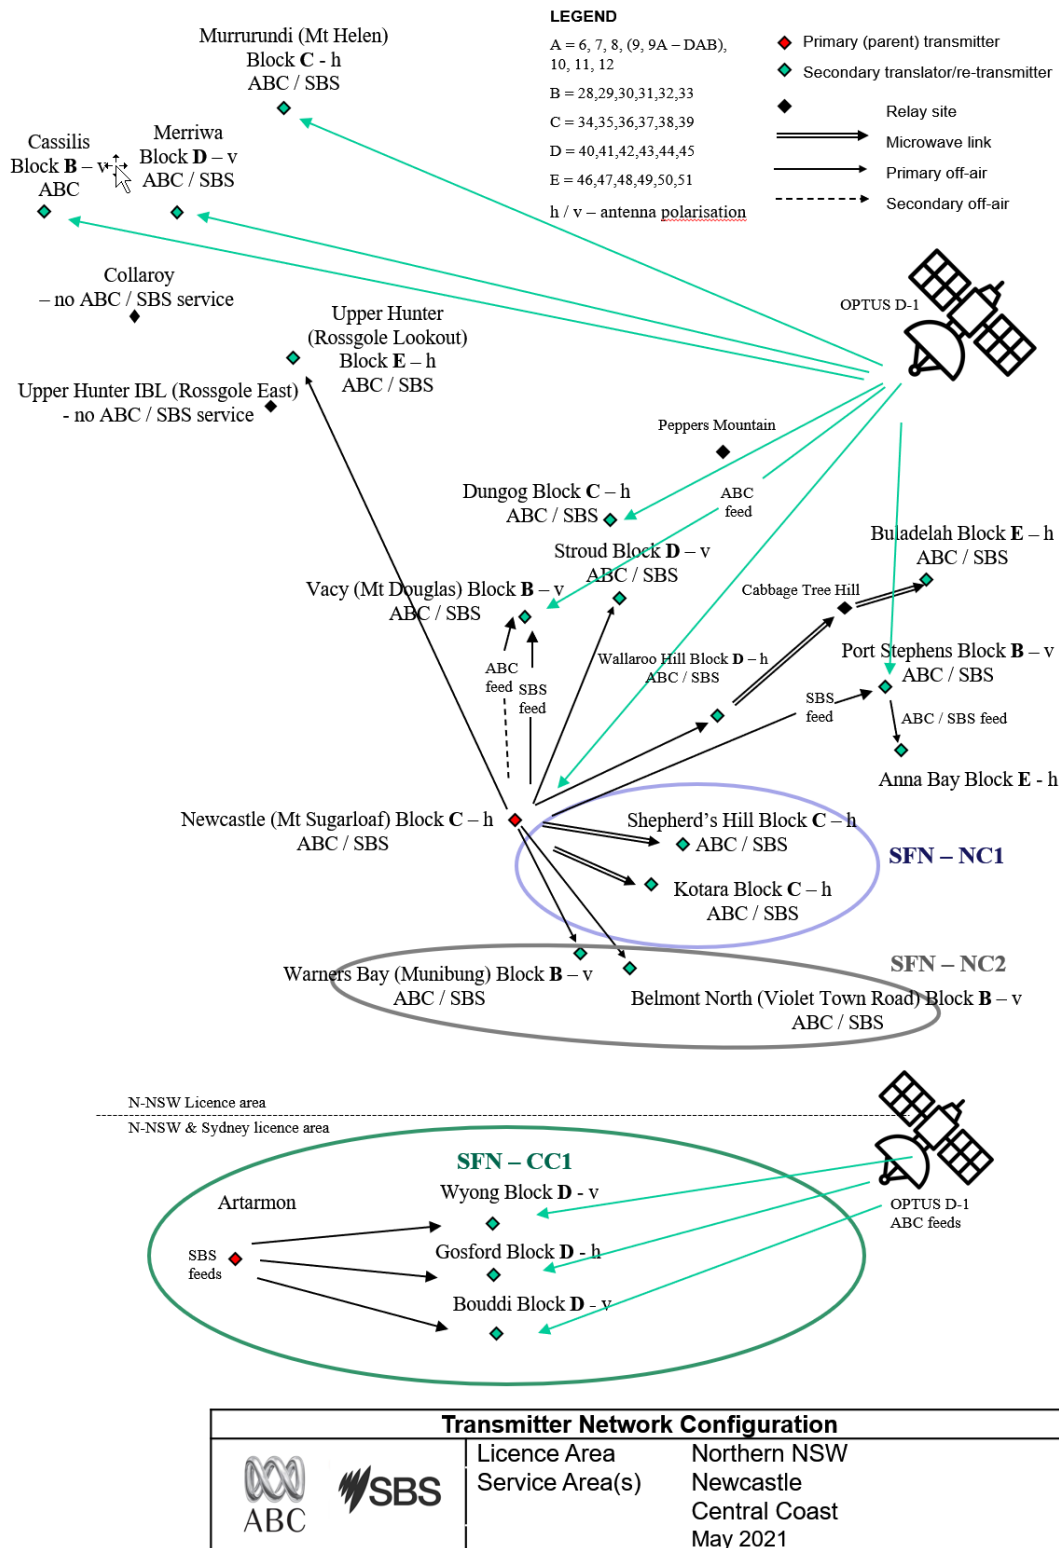 LEGEND
A = 6, 7, 8, (9, 9A – DAB),
10, 11, 12
B = 28,29,30,31,32,33
C = 34,35,36,37,38,39
D = 40,41,42,43,44,45
E = 46,47,48,49,50,51
h / v – antenna polarisation
Primary (parent) transmitter
Secondary translator/re-transmitter
Relay site
Microwave link
Primary off-air
Secondary off-air
Murrurundi (Mt Helen)
Block C - h
ABC / SBS
Cassilis
Block B – v
ABC
Merriwa
Block D – v
ABC / SBS
Collaroy
– no ABC / SBS service
Upper Hunter
(Rossgole Lookout)
Block E – h
ABC / SBS
Upper Hunter IBL (Rossgole East)
- no ABC / SBS service
OPTUS D-1
Peppers Mountain
Dungog Block C – h
ABC / SBS
ABC
feed
Stroud Block D – v
ABC / SBS
Buladelah Block E – h
ABC / SBS
Vacy (Mt Douglas) Block B – v
ABC / SBS
Cabbage Tree Hill
ABC
feed
SBS
feed
Wallaroo Hill Block D – h
ABC / SBS
Port Stephens Block B – v
ABC / SBS
SBS
feed
ABC / SBS feed
Anna Bay Block E - h
Newcastle (Mt Sugarloaf) Block C – h
ABC / SBS
Shepherd's Hill Block C – h
ABC / SBS
SFN – NC1
Kotara Block C – h
ABC / SBS
SFN – NC2
Warners Bay (Munibung) Block B – v
ABC / SBS
Belmont North (Violet Town Road) Block B – v
ABC / SBS
N-NSW Licence area
N-NSW & Sydney licence area
SFN – CC1
Artarmon
Wyong Block D - v
OPTUS D-1
ABC feeds
SBS
feeds
Gosford Block D - h
Bouddi Block D - v
Transmitter Network Configuration
ABC
SBS
Licence Area Northern NSW
Service Area(s) Newcastle
Central Coast
May 2021